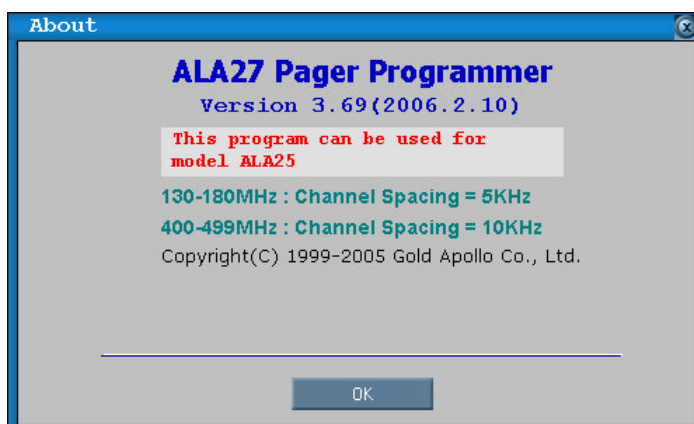 About
ALA27 Pager Programmer
Version 3.69(2006.2.10)
This program can be used for
model ALA25
130-180MHz : Channel Spacing = 5KHz
400-499MHz : Channel Spacing = 10KHz
Copyright(C) 1999-2005 Gold Apollo Co., Ltd.
OK